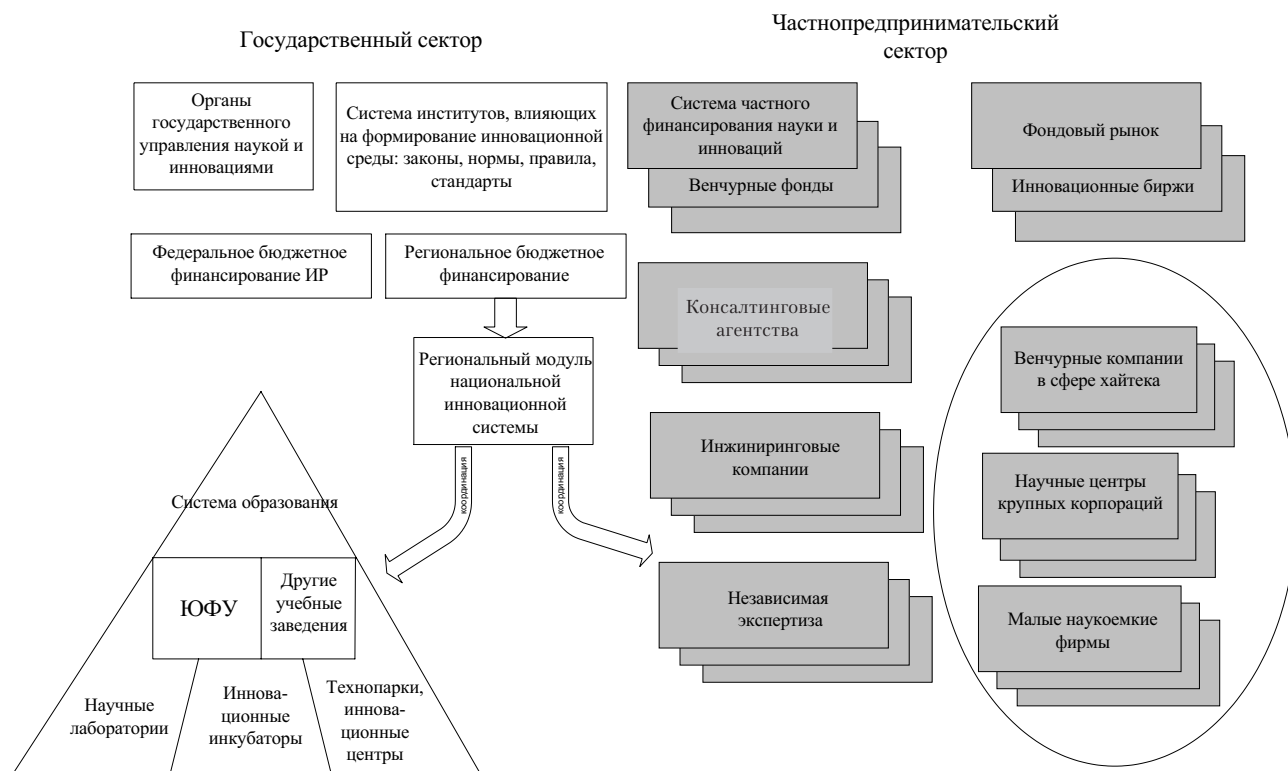 Государственный сектор
Частнопредпринимательский
сектор
Органы
государственного
управления наукой и
инновациями
Система институтов, влияющих
на формирование инновационной
среды: законы, нормы, правила,
стандарты
Система частного
финансирования науки и
инноваций
Венчурные фонды
Фондовый рынок
Инновационные биржи
Федеральное бюджетное
финансирование ИР
Региональное бюджетное
финансирование
Консалтинговые
агентства
Региональный модуль
национальной
инновационной
системы
Венчурные компании
в сфере хайтека
Инжиниринговые
компании
координация
координация
Научные центры
крупных корпораций
Система образования
ЮФУ
Другие
учебные
заведения
Независимая
экспертиза
Малые наукоемкие
фирмы
Научные
лаборатории
Иннова-
ционные
инкубаторы
Технопарки,
иннова-
ционные
центры